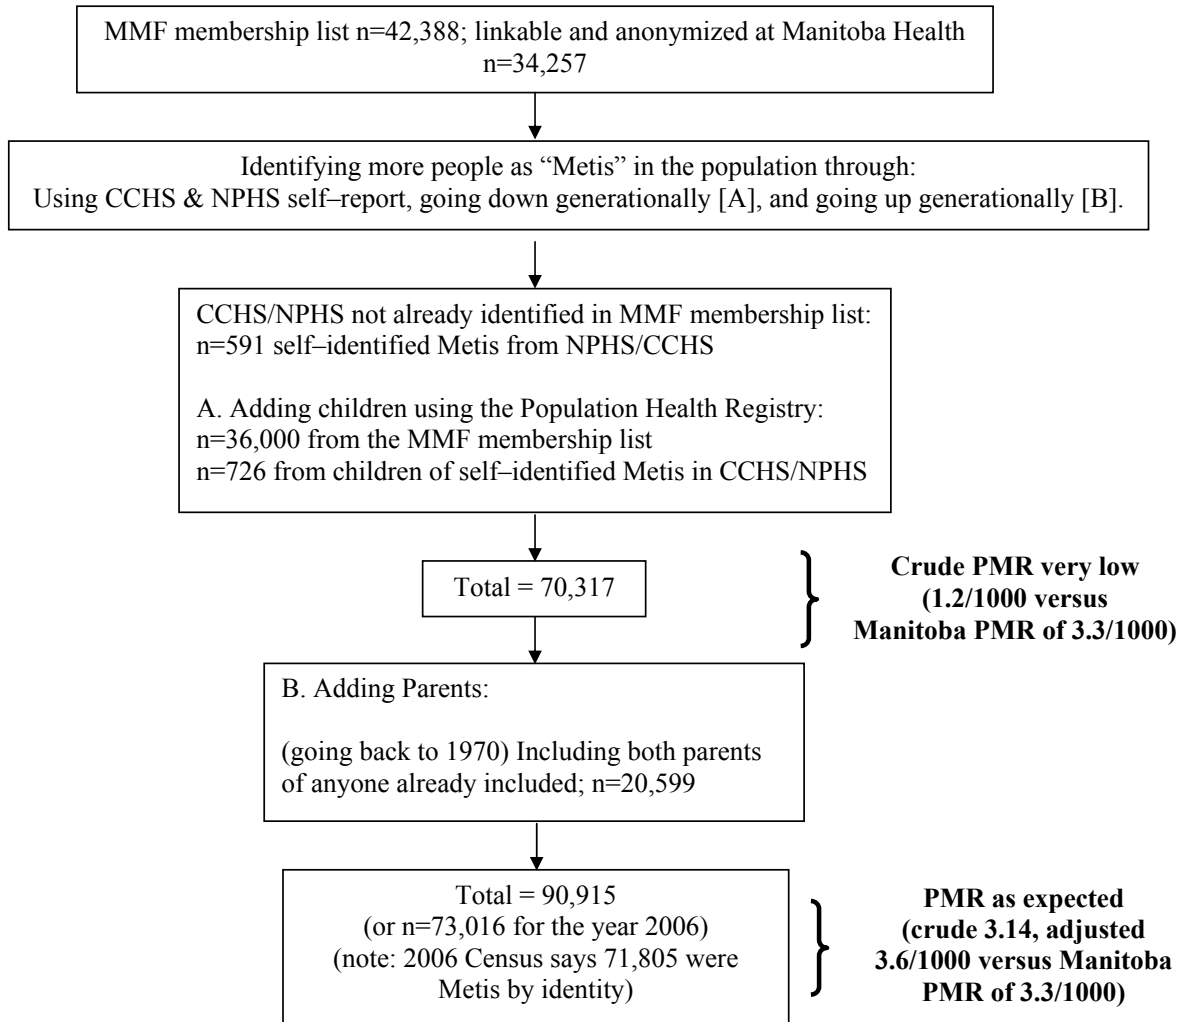 MMF membership list n=42,388; linkable and anonymized at Manitoba Health
n=34,257
Identifying more people as “Metis” in the population through:
Using CCHS & NPHS self–report, going down generationally [A], and going up generationally [B].
CCHS/NPHS not already identified in MMF membership list:
n=591 self–identified Metis from NPHS/CCHS
A. Adding children using the Population Health Registry:
n=36,000 from the MMF membership list
n=726 from children of self–identified Metis in CCHS/NPHS
Total = 70,317
Crude PMR very low
(1.2/1000 versus
Manitoba PMR of 3.3/1000)
B. Adding Parents:
(going back to 1970) Including both parents
of anyone already included; n=20,599
Total = 90,915
(or n=73,016 for the year 2006)
(note: 2006 Census says 71,805 were
Metis by identity)
PMR as expected
(crude 3.14, adjusted
3.6/1000 versus Manitoba
PMR of 3.3/1000)